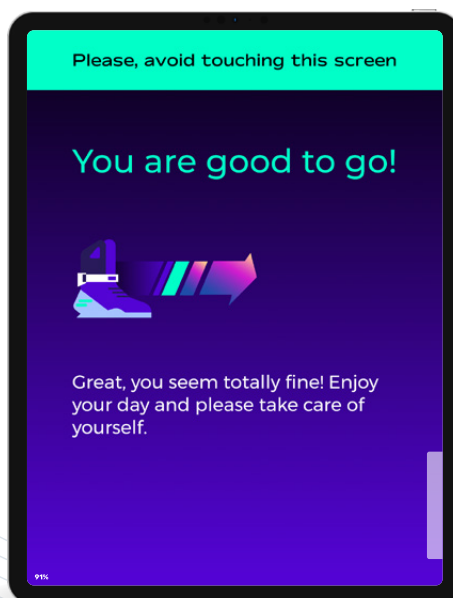 Please, avoid touching this screen
You are good to go!
Great, you seem totally fine! Enjoy
your day and please take care of
yourself.
91%